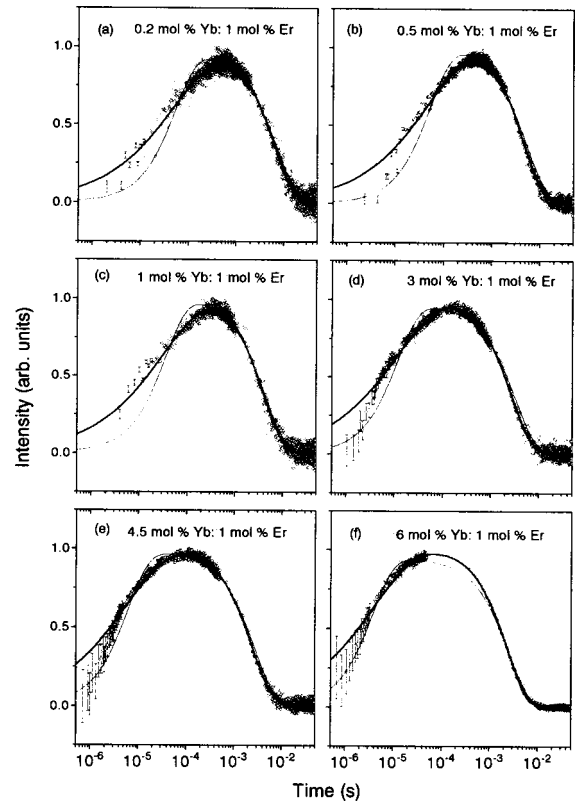 (a) 0.2 mol % Yb: 1 mol % Er
(b) 0.5 mol % Yb: 1 mol % Er
1.0
0.5
0.0
(c) 1 mol % Yb: 1 mol % Er
(d) 3 mol % Yb: 1 mol % Er
1.0
0.5
0.0
Intensity (arb. units)
(e) 4.5 mol % Yb: 1 mol % Er
(f) 6 mol % Yb: 1 mol % Er
1.0
0.5
0.0
10⁻⁶ 10⁻⁵ 10⁻⁴ 10⁻³ 10⁻² 10⁻⁶ 10⁻⁵ 10⁻⁴ 10⁻³ 10⁻²
Time (s)